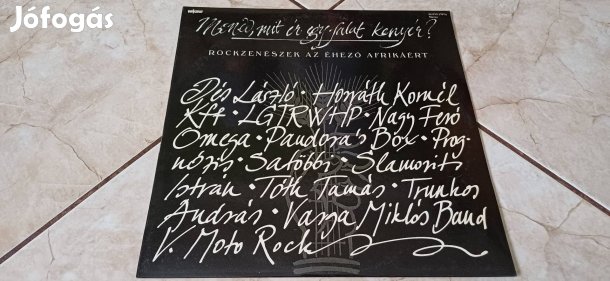 Jófogás
Mondd, mit ér egy falat kenyér?
ROCKZENÉSZEK AZ ÉHEZŐ AFRIKÁÉRT
Dés László · Horváth Kornél
Kft · LGT RWHP · Nagy Feró
Omega · Pandora's Box · Prog-
nózis · Satöbbi · Slamovits
István · Tóth Tamás · Trunkos
András · Varga Miklós Band
V. Moto Rock